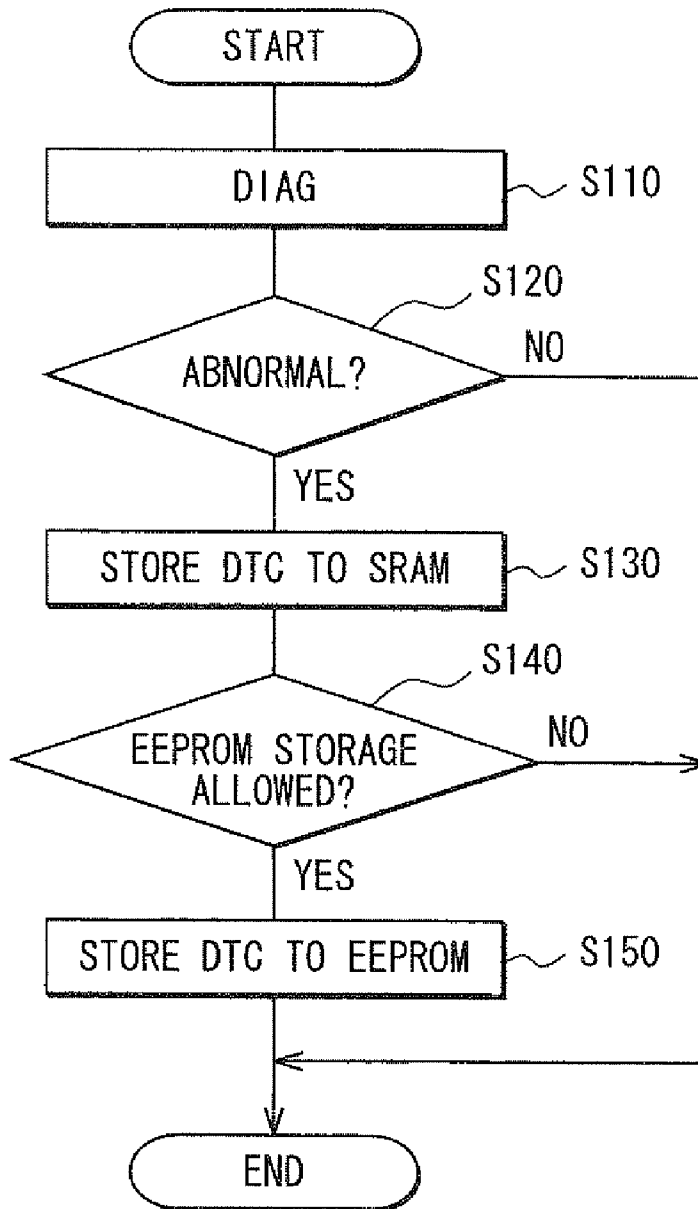 START
DIAG
S110
S120
ABNORMAL?
NO
YES
STORE DTC TO SRAM
S130
S140
EEPROM STORAGE
ALLOWED?
NO
YES
STORE DTC TO EEPROM
S150
END